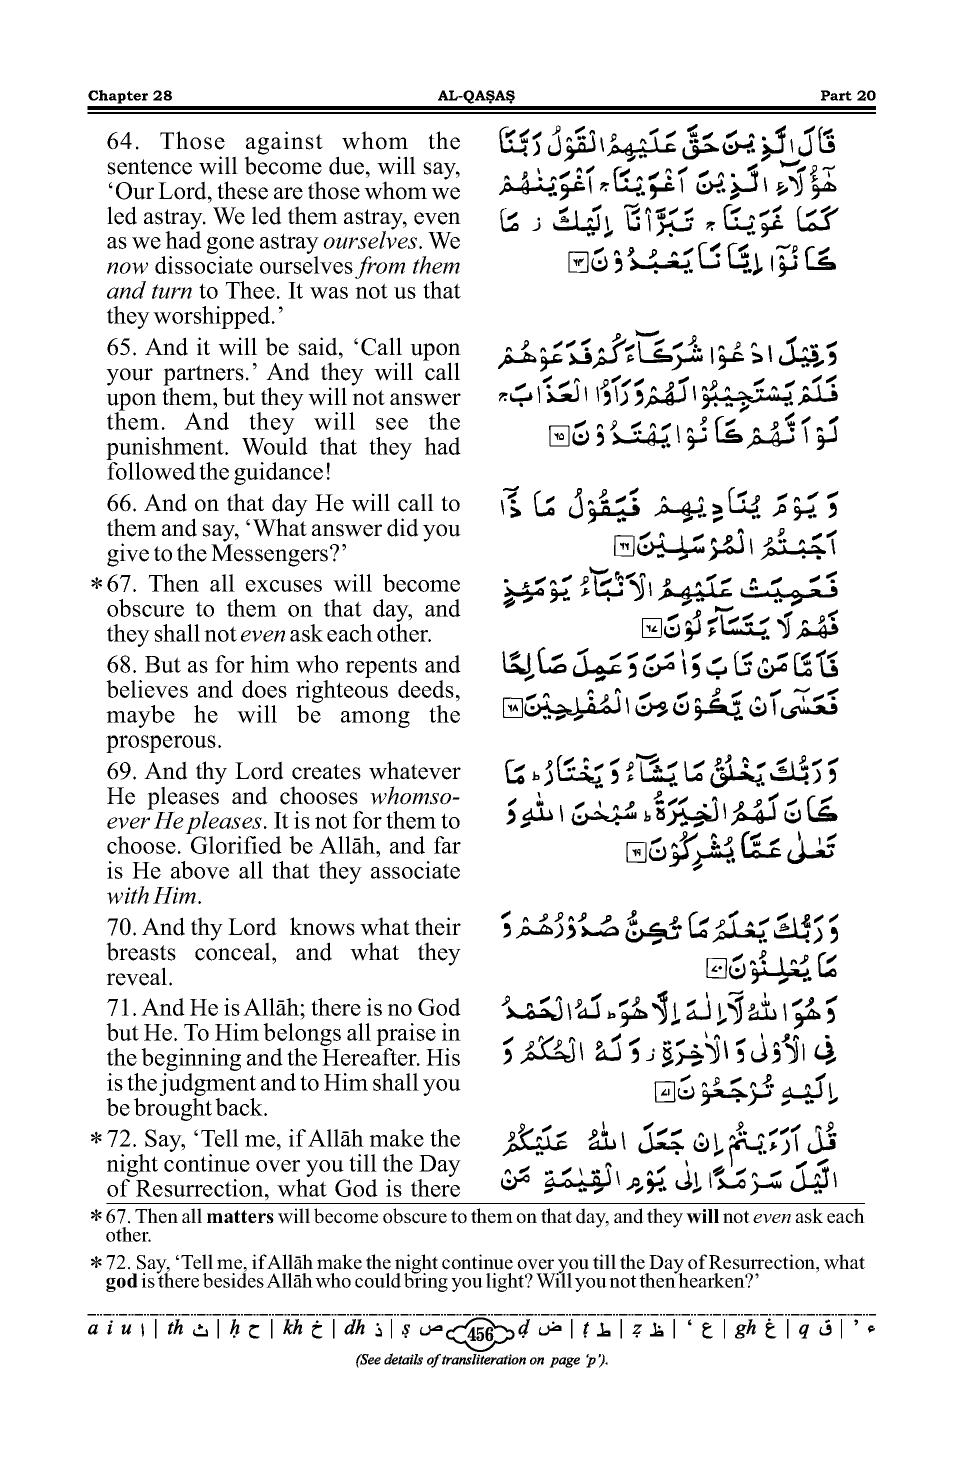 Chapter 28 AL-QAṢAṢ Part 20
64. Those against whom the
sentence will become due, will say,
‘Our Lord, these are those whom we
led astray. We led them astray, even
as we had gone astray ourselves. We
now dissociate ourselves from them
and turn to Thee. It was not us that
they worshipped.’
قَالَ الَّذِيْنَ حَقَّ عَلَيْهِمُ الْقَوْلُ رَبَّنَا
هٰٓؤُلَآءِ الَّذِيْنَ اَغْوَيْنَا ۚ اَغْوَيْنٰهُمْ
كَمَا غَوَيْنَا ۚ تَبَرَّاْنَآ اِلَيْكَ ؗ مَا
كَانُوْۤا اِيَّانَا يَعْبُدُوْنَ ﴿۶۴﴾
65. And it will be said, ‘Call upon
your partners.’ And they will call
upon them, but they will not answer
them. And they will see the
punishment. Would that they had
followed the guidance!
وَقِيْلَ ادْعُوْا شُرَكَآءَكُمْ فَدَعَوْهُمْ
فَلَمْ يَسْتَجِيْبُوْا لَهُمْ وَرَاَوُا الْعَذَابَ ۚ
لَوْ اَنَّهُمْ كَانُوْا يَهْتَدُوْنَ ﴿۶۵﴾
66. And on that day He will call to
them and say, ‘What answer did you
give to the Messengers?’
وَ يَوْمَ يُنَادِيْهِمْ فَيَقُوْلُ مَا ذَآ
اَجَبْتُمُ الْمُرْسَلِيْنَ ﴿۶۶﴾
*67. Then all excuses will become
obscure to them on that day, and
they shall not even ask each other.
فَعَمِيَتْ عَلَيْهِمُ الْاَنْۢبَآءُ يَوْمَئِذٍ
فَهُمْ لَا يَتَسَآءَلُوْنَ ﴿۶۷﴾
68. But as for him who repents and
believes and does righteous deeds,
maybe he will be among the
prosperous.
فَاَمَّا مَنْ تَابَ وَاٰمَنَ وَعَمِلَ صَالِحًا
فَعَسٰٓى اَنْ يَّكُوْنَ مِنَ الْمُفْلِحِيْنَ ﴿۶۸﴾
69. And thy Lord creates whatever
He pleases and chooses whomso-
ever He pleases. It is not for them to
choose. Glorified be Allāh, and far
is He above all that they associate
with Him.
وَرَبُّكَ يَخْلُقُ مَا يَشَآءُ وَ يَخْتَارُ ؕ مَا
كَانَ لَهُمُ الْخِيَرَةُ ؕ سُبْحٰنَ اللّٰهِ وَ
تَعٰلٰى عَمَّا يُشْرِكُوْنَ ﴿۶۹﴾
70. And thy Lord knows what their
breasts conceal, and what they
reveal.
وَ رَبُّكَ يَعْلَمُ مَا تُكِنُّ صُدُوْرُهُمْ وَ
مَا يُعْلِنُوْنَ ﴿۷۰﴾
71. And He is Allāh; there is no God
but He. To Him belongs all praise in
the beginning and the Hereafter. His
is the judgment and to Him shall you
be brought back.
وَ هُوَ اللّٰهُ لَآ اِلٰهَ اِلَّا هُوَ ؕ لَهُ الْحَمْدُ
فِى الْاُوْلٰى وَ الْاٰخِرَةِ ؗ وَ لَهُ الْحُكْمُ وَ
اِلَيْهِ تُرْجَعُوْنَ ﴿۷۱﴾
*72. Say, ‘Tell me, if Allāh make the
night continue over you till the Day
of Resurrection, what God is there
قُلْ اَرَءَيْتُمْ اِنْ جَعَلَ اللّٰهُ عَلَيْكُمُ
الَّيْلَ سَرْمَدًا اِلٰى يَوْمِ الْقِيٰمَةِ مَنْ
*67. Then all matters will become obscure to them on that day, and they will not even ask each
other.
*72. Say, ‘Tell me, if Allāh make the night continue over you till the Day of Resurrection, what
god is there besides Allāh who could bring you light? Will you not then hearken?’
a i u ا | th ث | ḥ ح | kh خ | dh ذ | ṣ ص 456 ḍ ض | ṭ ط | ẓ ظ | ‘ ع | gh غ | q ق | ’ ء
(See details of transliteration on page ‘p’).